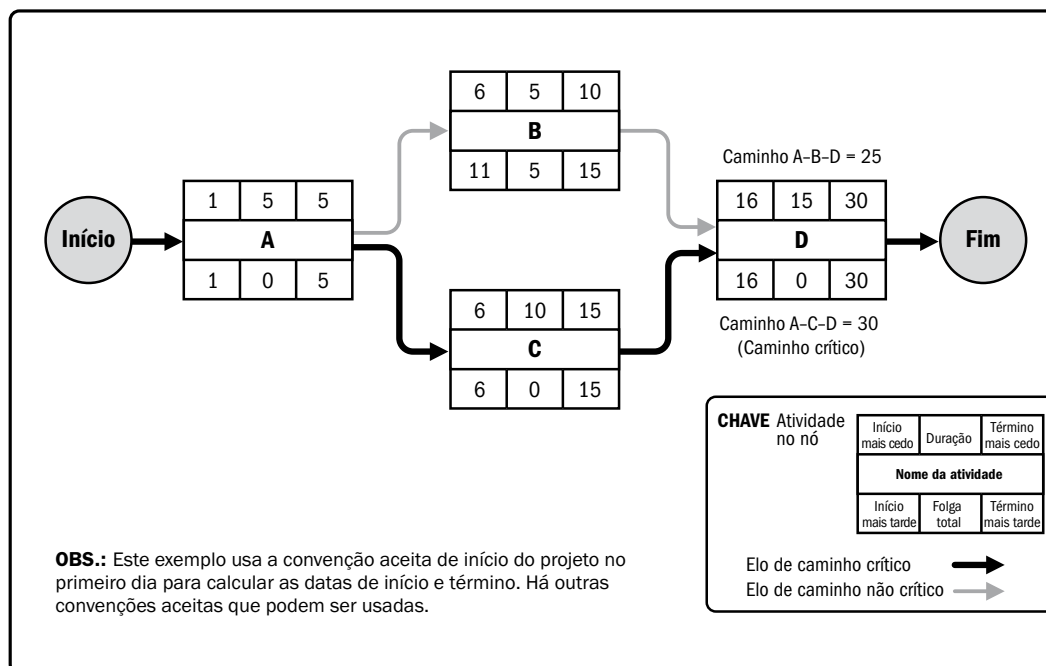 6 5 10
B
11 5 15
Início
1 5 5
A
1 0 5
Caminho A–B–D = 25
16 15 30
D
16 0 30
Fim
Caminho A–C–D = 30
(Caminho crítico)
6 10 15
C
6 0 15
CHAVE Atividade
no nó
Início
mais cedo
Duração
Término
mais cedo
Nome da atividade
Início
mais tarde
Folga
total
Término
mais tarde
Elo de caminho crítico
Elo de caminho não crítico
OBS.: Este exemplo usa a convenção aceita de início do projeto no
primeiro dia para calcular as datas de início e término. Há outras
convenções aceitas que podem ser usadas.